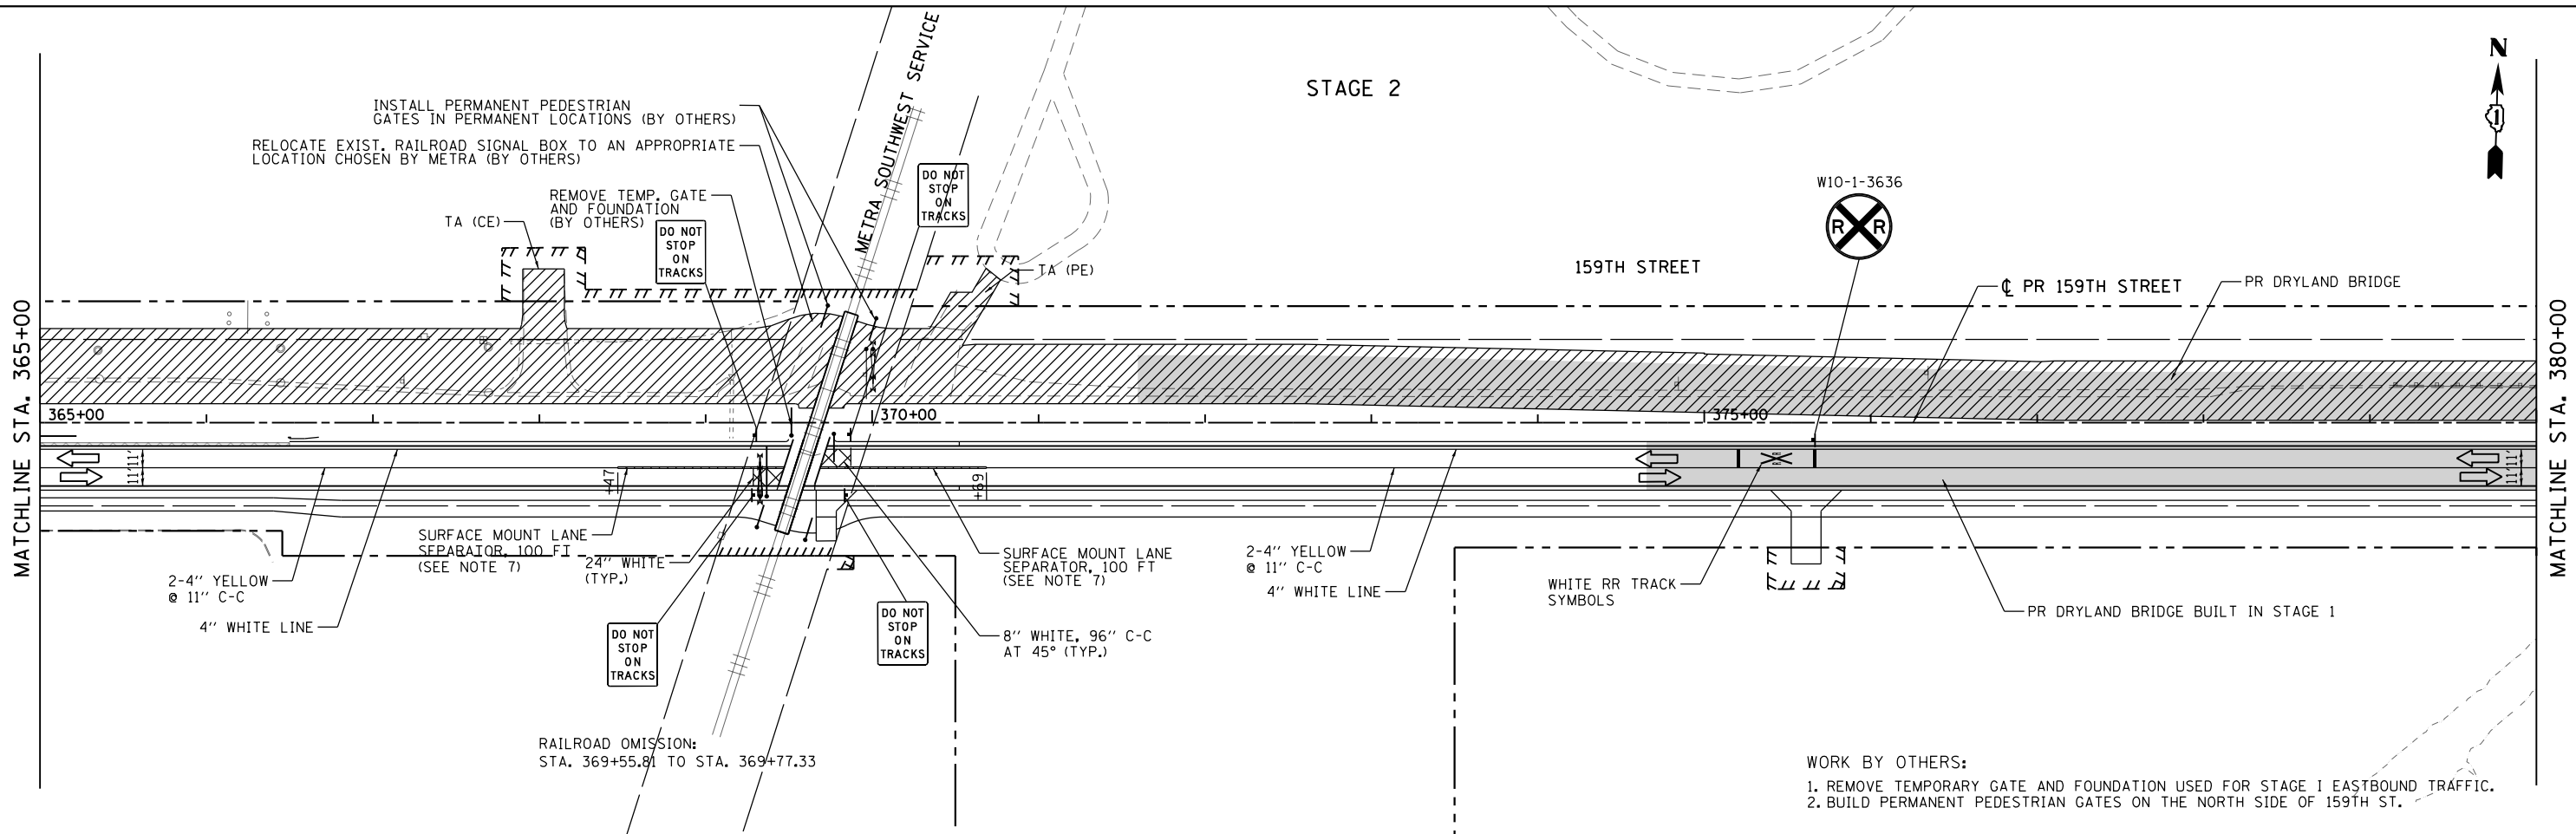 STAGE 2
N
1
INSTALL PERMANENT PEDESTRIAN
GATES IN PERMANENT LOCATIONS (BY OTHERS)
RELOCATE EXIST. RAILROAD SIGNAL BOX TO AN APPROPRIATE
LOCATION CHOSEN BY METRA (BY OTHERS)
REMOVE TEMP. GATE
AND FOUNDATION
(BY OTHERS)
TA (CE)
DO NOT
STOP
ON
TRACKS
METRA SOUTHWEST SERVICE
DO NOT
STOP
ON
TRACKS
TA (PE)
W10-1-3636
R R
159TH STREET
℄ PR 159TH STREET
PR DRYLAND BRIDGE
MATCHLINE STA. 365+00
MATCHLINE STA. 380+00
365+00
370+00
375+00
11' 11'
+47
+69
11' 11'
SURFACE MOUNT LANE
SEPARATOR, 100 FT
(SEE NOTE 7)
24" WHITE
(TYP.)
SURFACE MOUNT LANE
SEPARATOR, 100 FT
(SEE NOTE 7)
2-4" YELLOW
@ 11" C-C
4" WHITE LINE
2-4" YELLOW
@ 11" C-C
4" WHITE LINE
WHITE RR TRACK
SYMBOLS
PR DRYLAND BRIDGE BUILT IN STAGE 1
DO NOT
STOP
ON
TRACKS
DO NOT
STOP
ON
TRACKS
8" WHITE, 96" C-C
AT 45° (TYP.)
RAILROAD OMISSION:
STA. 369+55.81 TO STA. 369+77.33
WORK BY OTHERS:
1. REMOVE TEMPORARY GATE AND FOUNDATION USED FOR STAGE I EASTBOUND TRAFFIC.
2. BUILD PERMANENT PEDESTRIAN GATES ON THE NORTH SIDE OF 159TH ST.